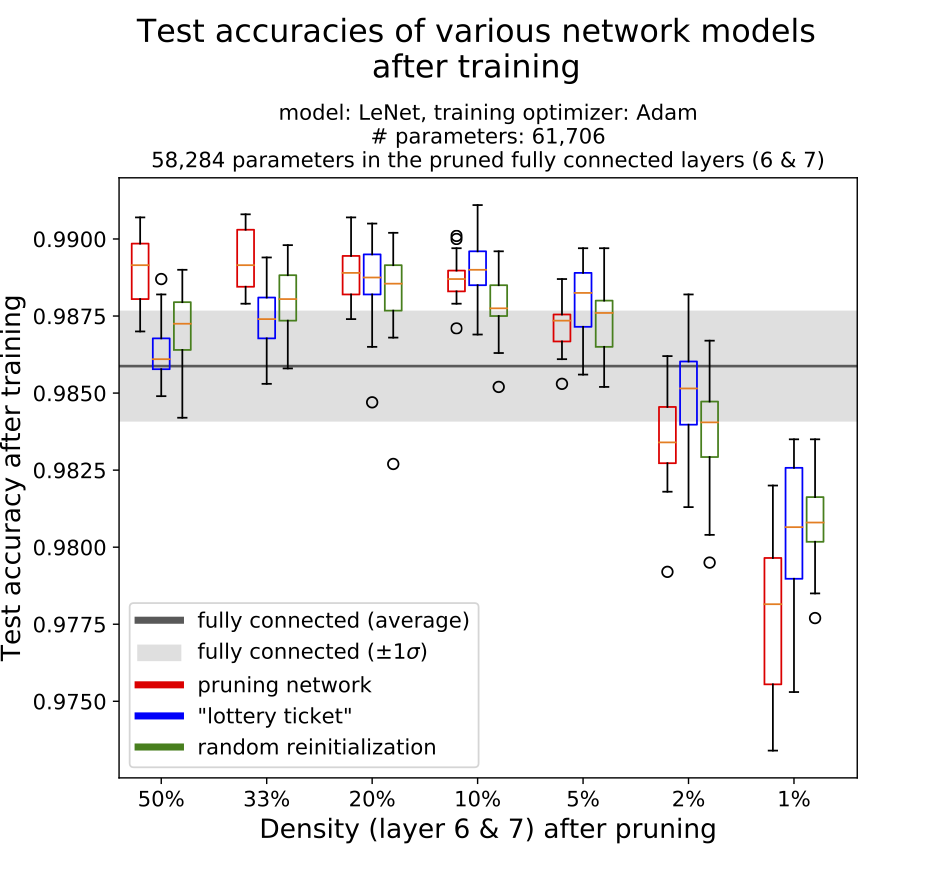 Test accuracies of various network models
after training
model: LeNet, training optimizer: Adam
# parameters: 61,706
58,284 parameters in the pruned fully connected layers (6 & 7)
Test accuracy after training
0.9900
0.9875
0.9850
0.9825
0.9800
0.9775
0.9750
fully connected (average)
fully connected (±1σ)
pruning network
"lottery ticket"
random reinitialization
50% 33% 20% 10% 5% 2% 1%
Density (layer 6 & 7) after pruning